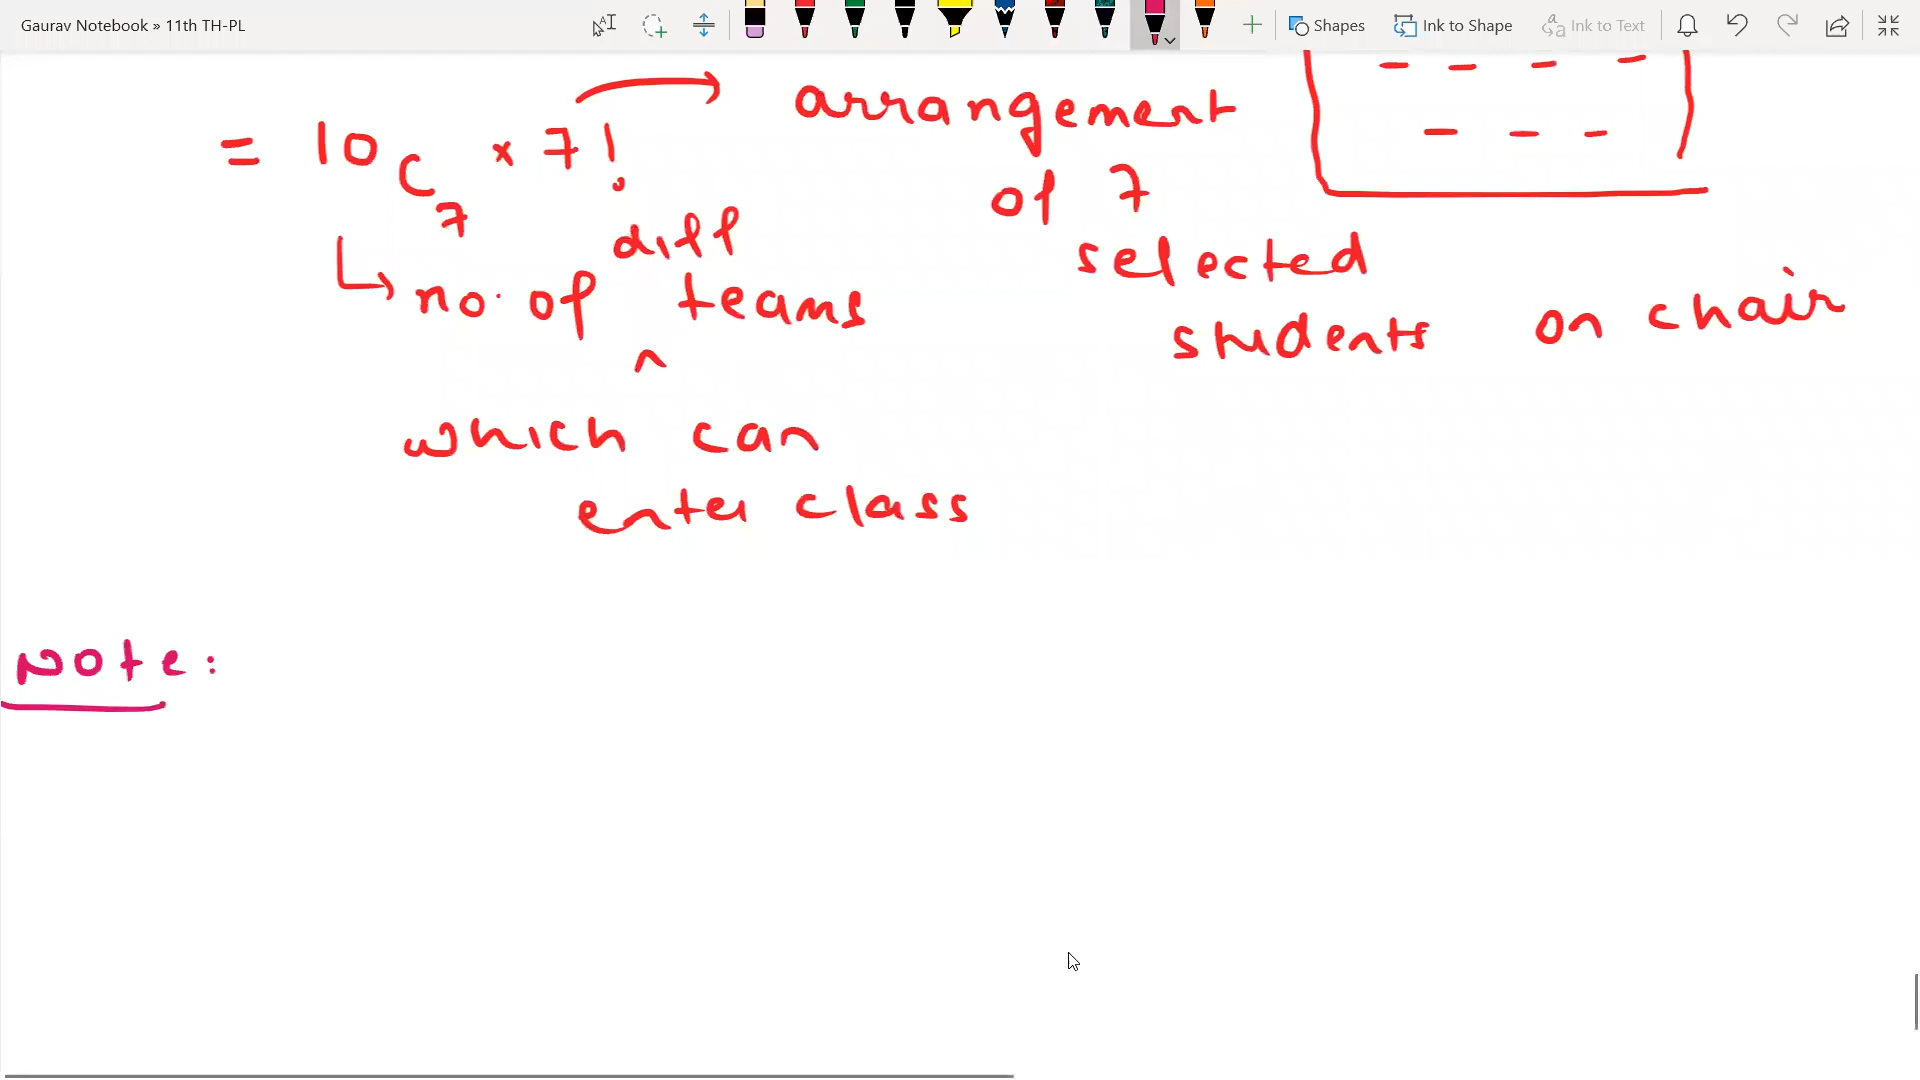 Gaurav Notebook » 11th TH-PL
Shapes
Ink to Shape
Ink to Text
= 10C7 × 7!
arrangement
of 7
selected
students on chair
diff
no. of teams
^
which can
enter class
Note: